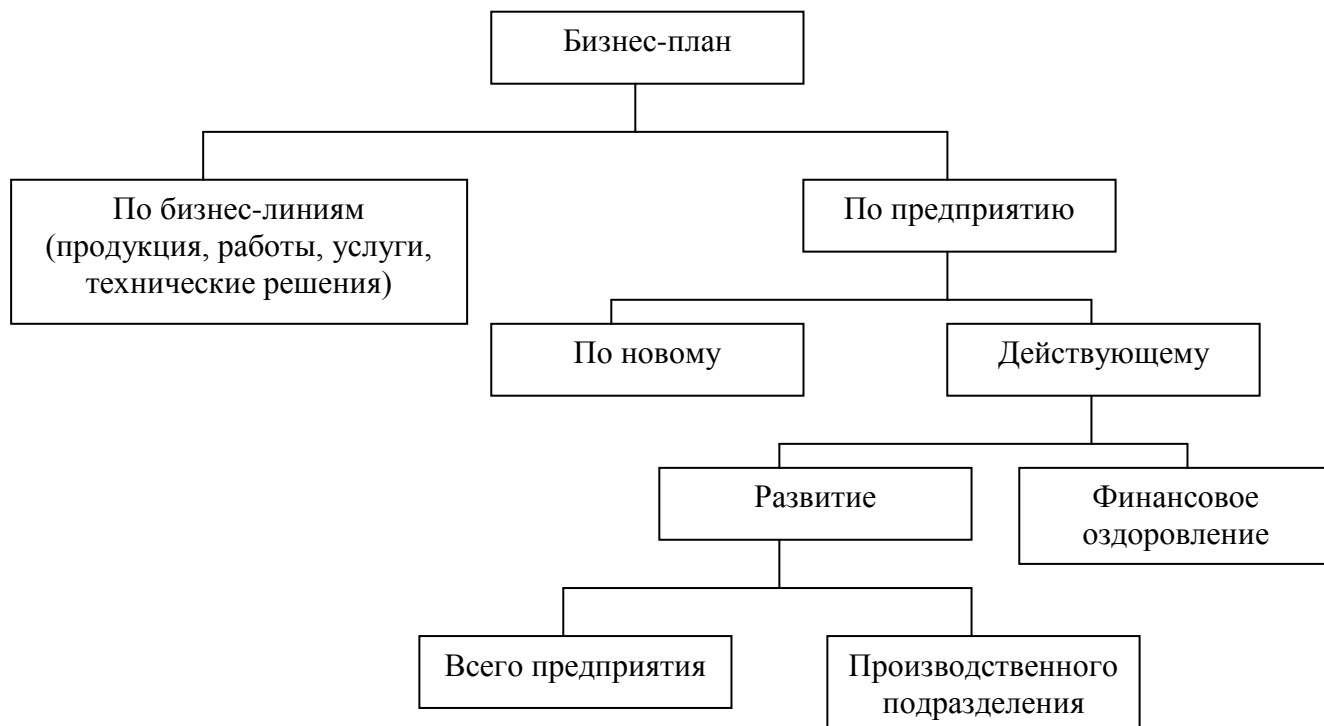 Бизнес-план
По бизнес-линиям
(продукция, работы, услуги,
технические решения)
По предприятию
По новому
Действующему
Развитие
Финансовое
оздоровление
Всего предприятия
Производственного
подразделения